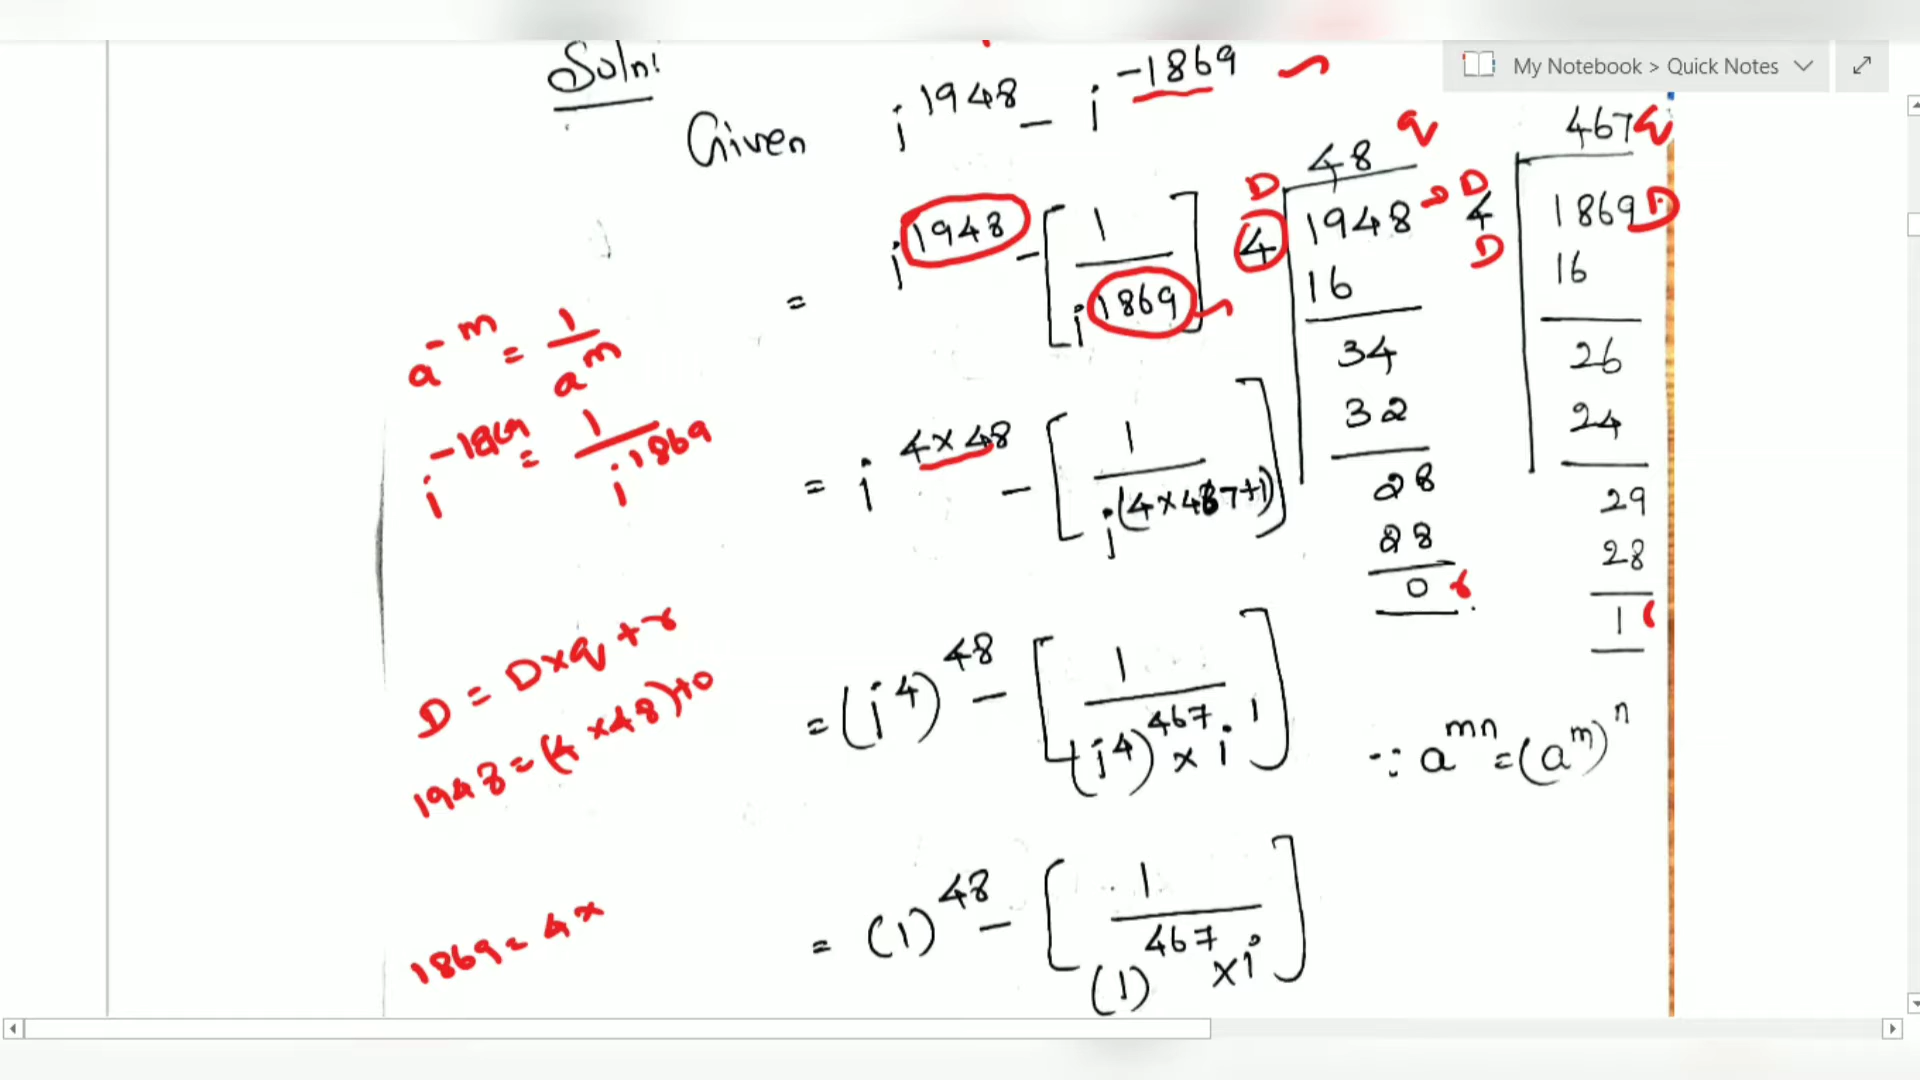 Soln:
My Notebook > Quick Notes
Given i^1948 - i^-1869
= i^1948 - [1 / i^1869]
a^-m = 1 / a^m
i^-1869 = 1 / i^1869
= i^4×48 - [1 / i^(4×467+1)]
D = D×q+r
1948 = (4×48)+0
= (i^4)^48 - [1 / (i^4)^467 × i^1]
∵ a^mn = (a^m)^n
1869 = 4×
= (1)^48 - [1 / (1)^467 × i]
48 q
D
4 1948 → D
16
34
32
28
28
0 r
467 q
4 1869 D
D
16
26
24
29
28
1 r